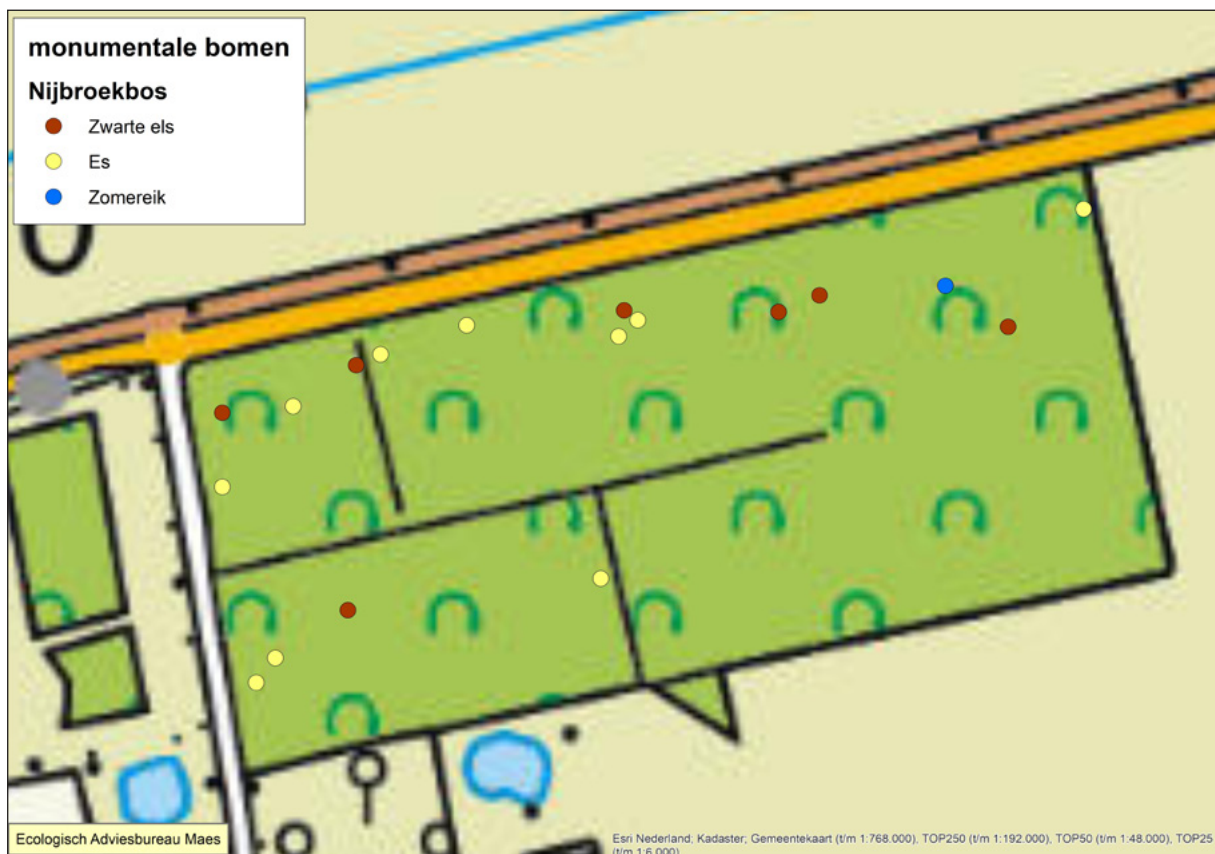 monumentale bomen
Nijbroekbos
Zwarte els
Es
Zomereik
Ecologisch Adviesbureau Maes
Esri Nederland; Kadaster; Gemeentekaart (t/m 1:768.000), TOP250 (t/m 1:192.000), TOP50 (t/m 1:48.000), TOP25
(t/m 1:6.000)